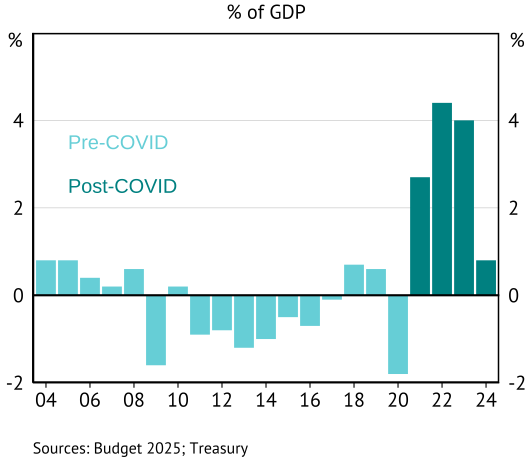 % of GDP
% %
4 4
Pre-COVID
Post-COVID
2 2
0 0
-2 -2
04 06 08 10 12 14 16 18 20 22 24
Sources: Budget 2025; Treasury